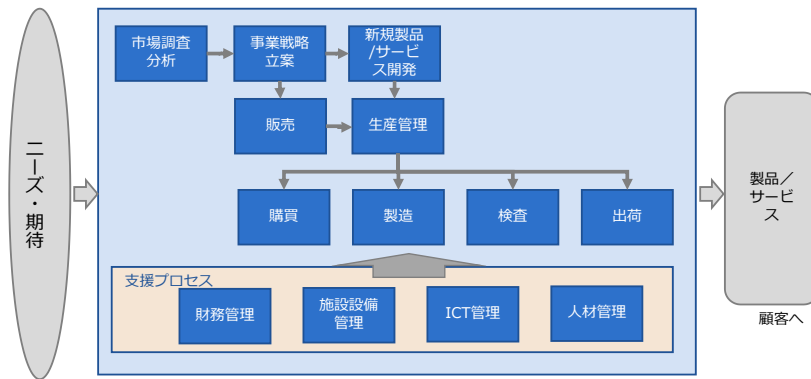 ニーズ・期待
市場調査
分析
事業戦略
立案
新規製品
/サービ
ス開発
販売
生産管理
購買
製造
検査
出荷
支援プロセス
財務管理
施設設備
管理
ICT管理
人材管理
製品／
サービ
ス
顧客へ